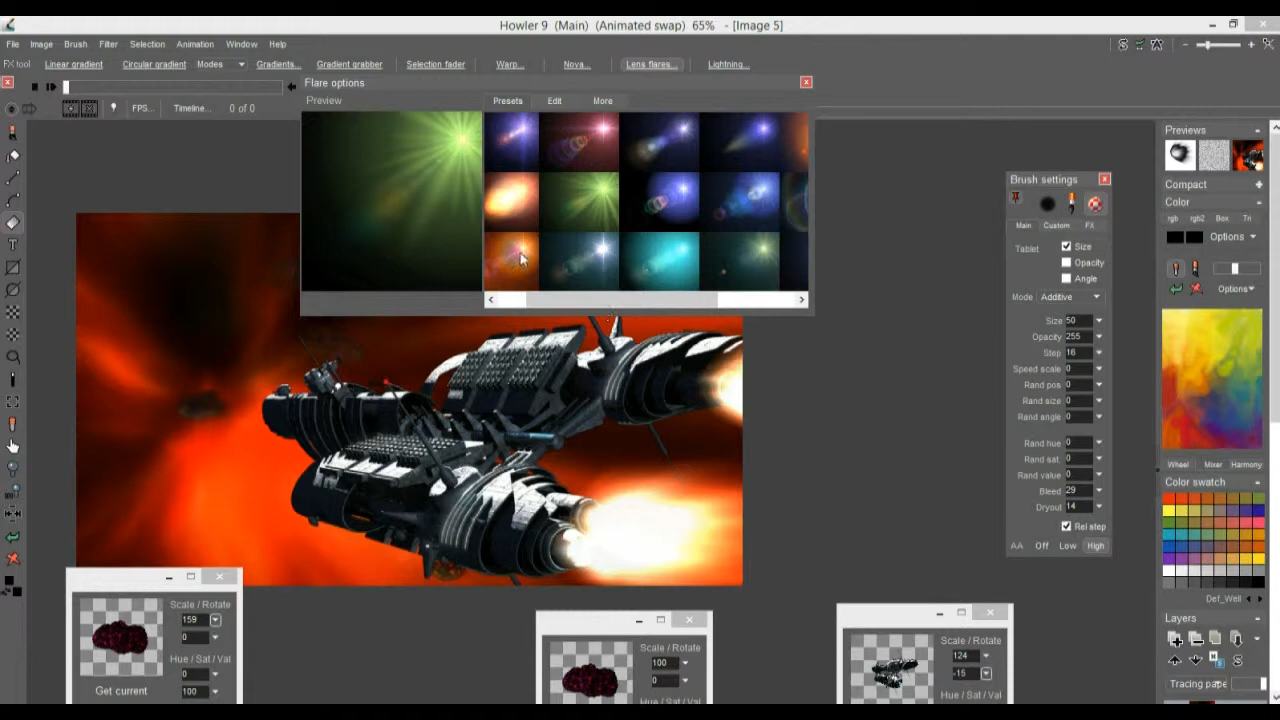 Howler 9 (Main) (Animated swap) 65% - [Image 5]
File Image Brush Filter Selection Animation Window Help
FX tool Linear gradient Circular gradient Modes Gradients... Gradient grabber Selection fader Warp... Nova... Lens flares... Lightning...
Flare options
Preview Presets Edit More
FPS... Timeline... 0 of 0
Previews
Compact
Color
rgb rgb2 Box Tri
Options
Options
Wheel Mixer Harmony
Color swatch
Def_Well
Layers
Tracing pape
Brush settings
Main Custom FX
Tablet Size
Opacity
Angle
Mode Additive
Size 50
Opacity 255
Step 16
Speed scale 0
Rand pos 0
Rand size 0
Rand angle 0
Rand hue 0
Rand sat. 0
Rand value 0
Bleed 29
Dryout 14
Rel step
AA Off Low High
Scale / Rotate
159
0
Hue / Sat / Val
0
Get current 100
Scale / Rotate
100
0
Hue / Sat / Val
Scale / Rotate
124
-15
Hue / Sat / Val